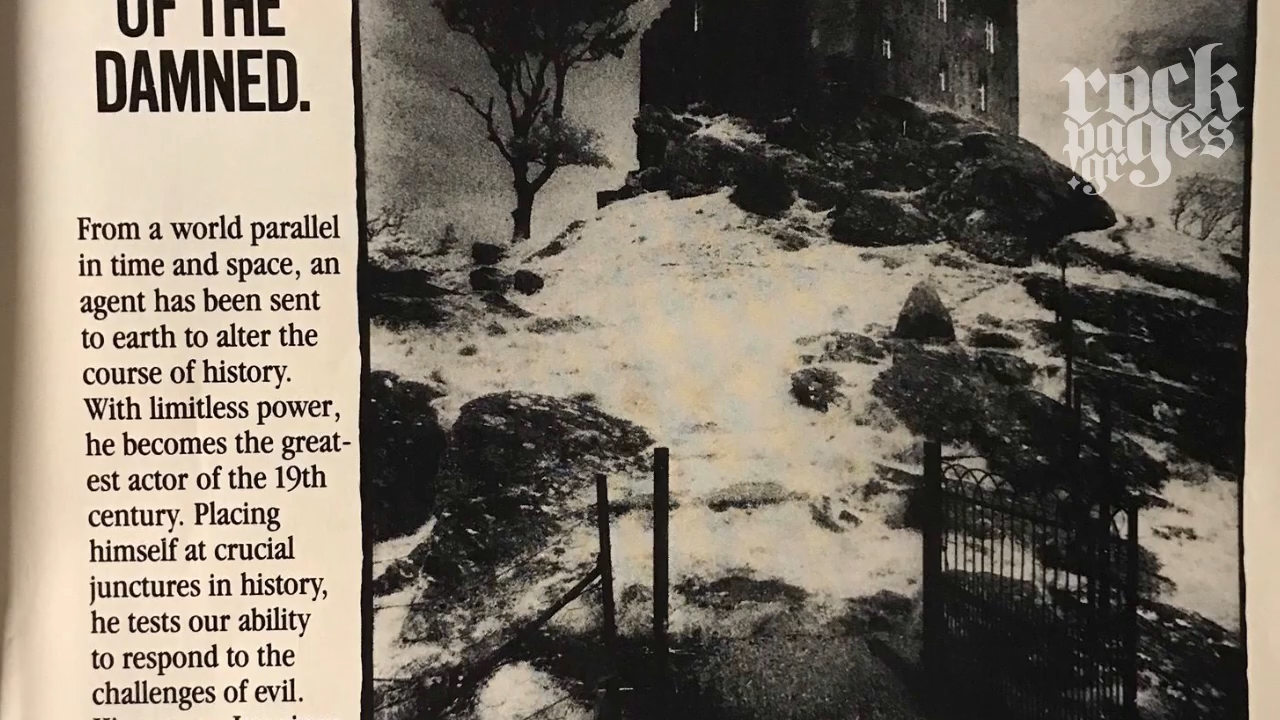 OF THE
DAMNED.
From a world parallel
in time and space, an
agent has been sent
to earth to alter the
course of history.
With limitless power,
he becomes the great-
est actor of the 19th
century. Placing
himself at crucial
junctures in history,
he tests our ability
to respond to the
challenges of evil.
rock
pages
.gr